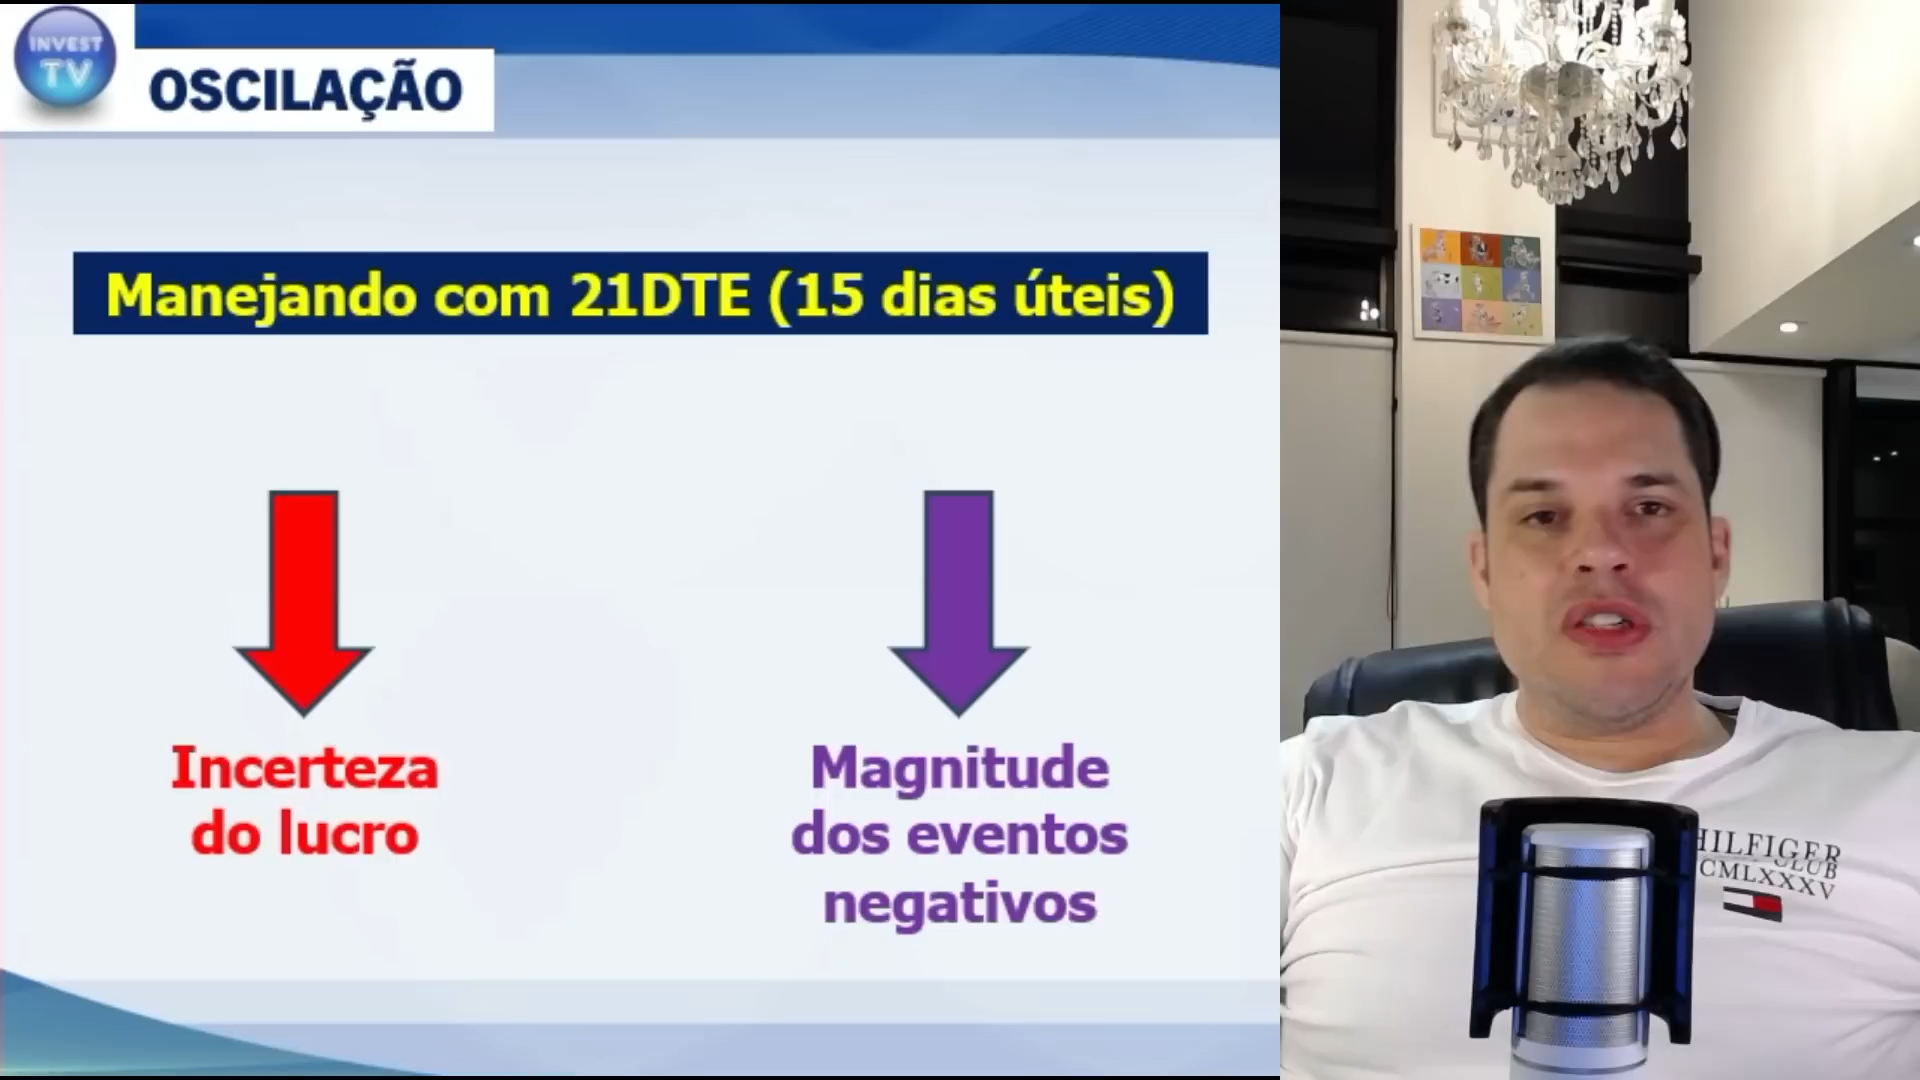 INVEST
TV
OSCILAÇÃO
Manejando com 21DTE (15 dias úteis)
Incerteza
do lucro
Magnitude
dos eventos
negativos
HILFIGER
CLUB
CMLXXXV